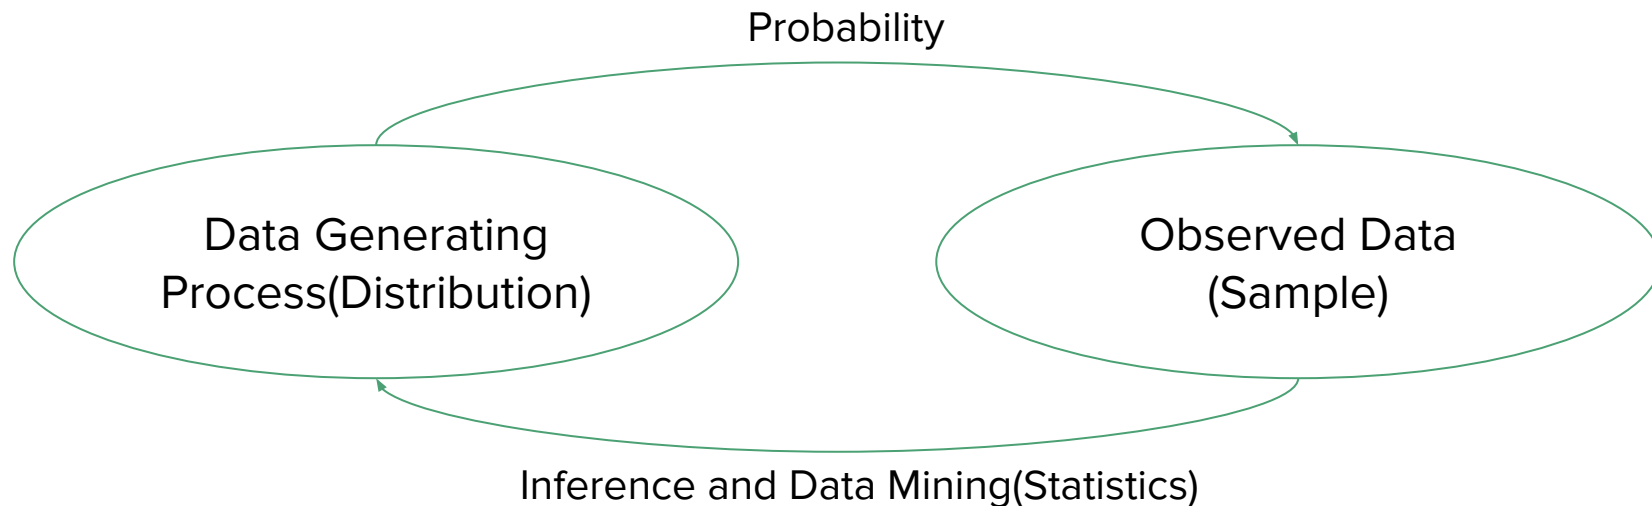 Probability
Data Generating
Process(Distribution)
Observed Data
(Sample)
Inference and Data Mining(Statistics)